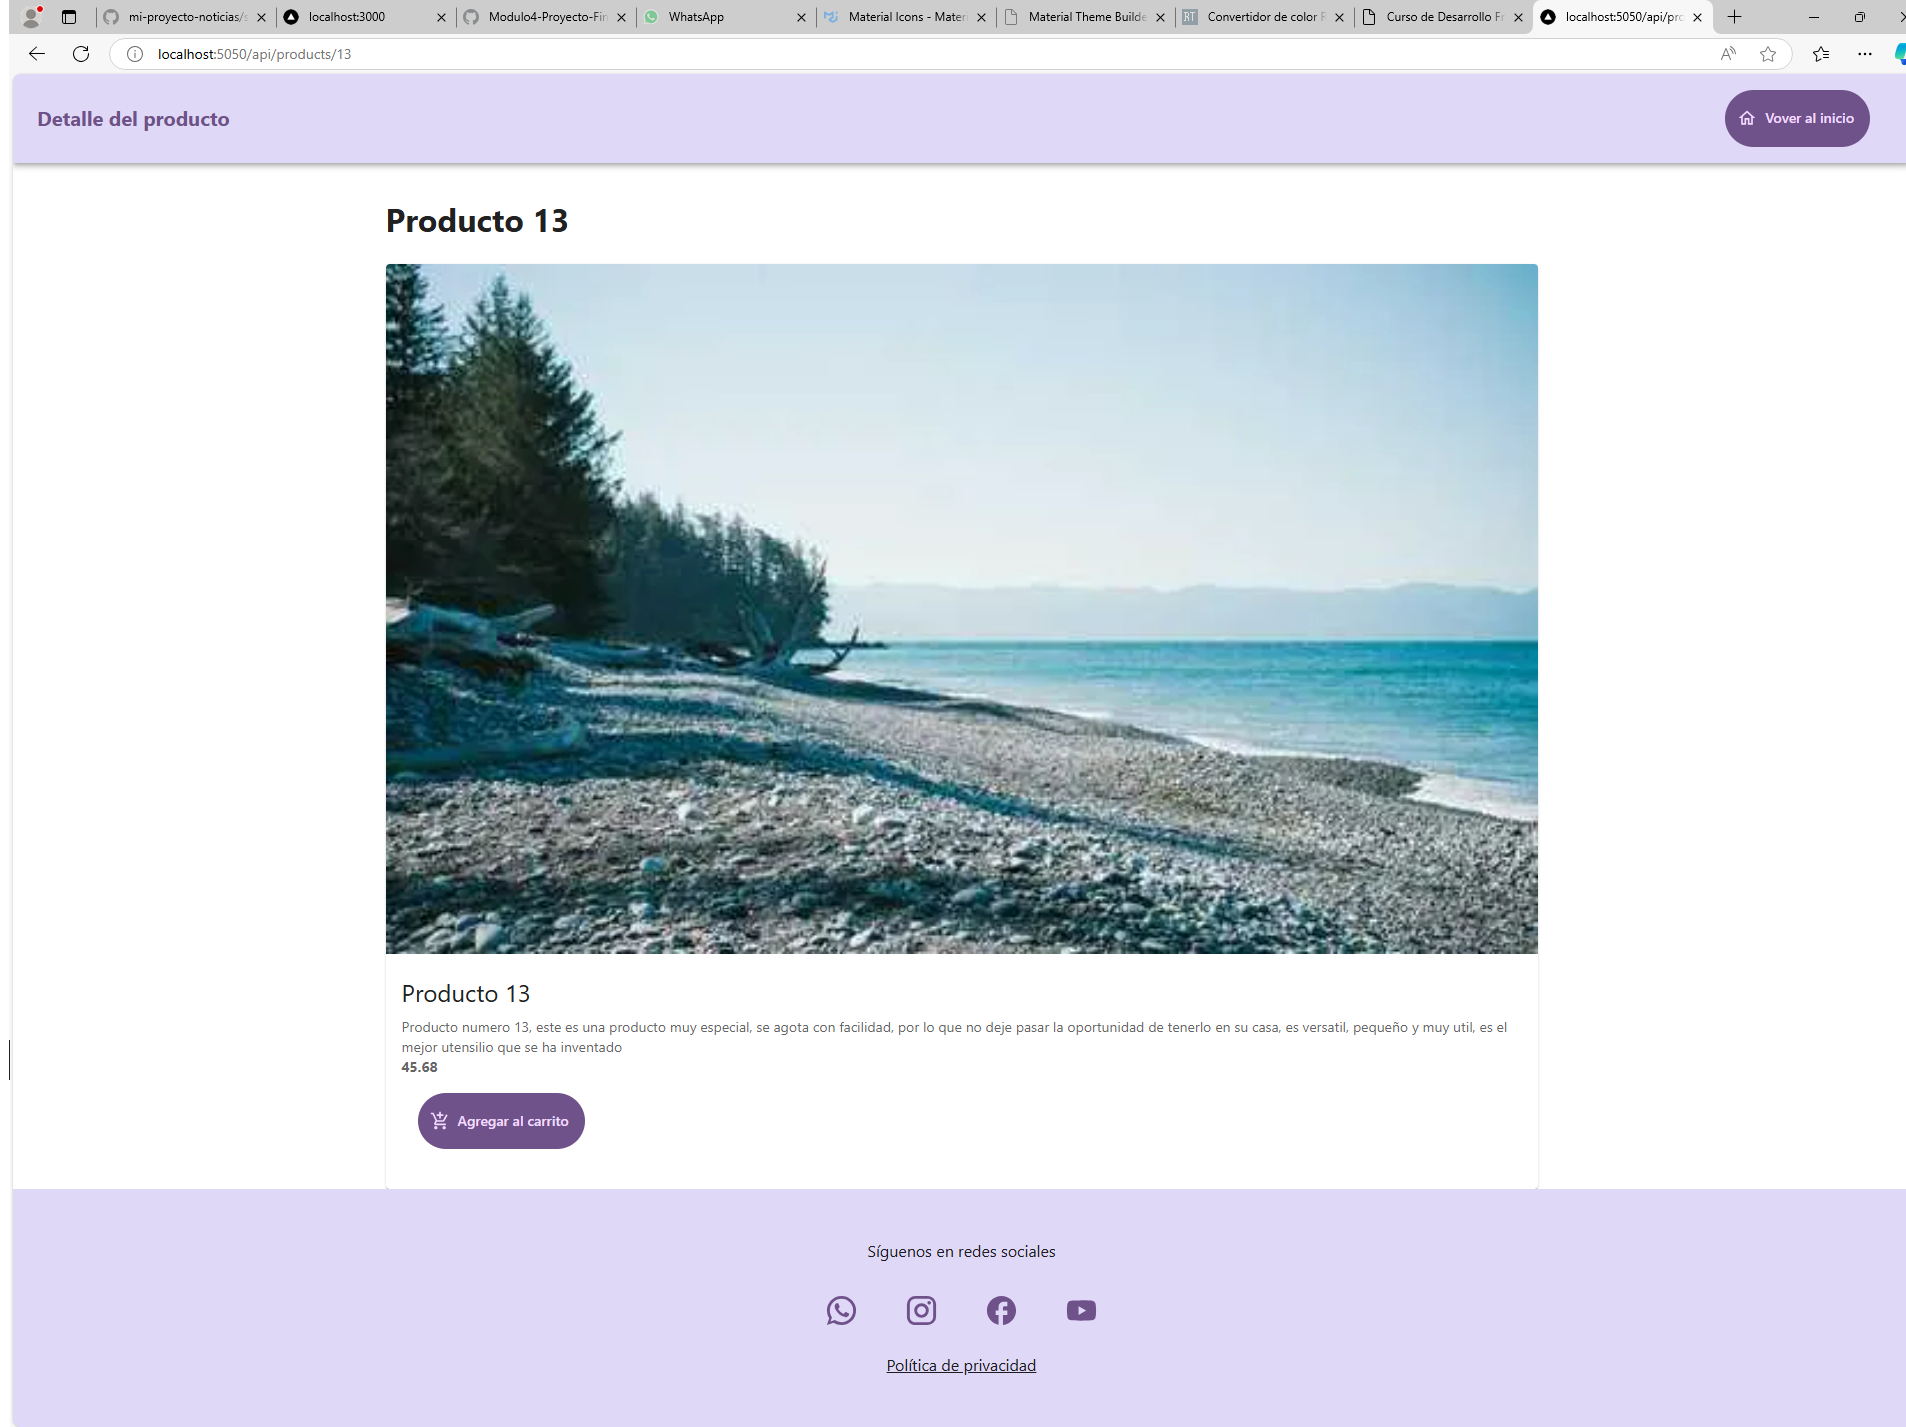 mi-proyecto-noticias/s
localhost:3000
Modulo4-Proyecto-Fin
WhatsApp
Material Icons - Materi
Material Theme Builde
RT
Convertidor de color R
Curso de Desarrollo Fr
localhost:5050/api/pro
localhost:5050/api/products/13
Detalle del producto
Vover al inicio
Producto 13
Producto 13
Producto numero 13, este es una producto muy especial, se agota con facilidad, por lo que no deje pasar la oportunidad de tenerlo en su casa, es versatil, pequeño y muy util, es el
mejor utensilio que se ha inventado
45.68
Agregar al carrito
Síguenos en redes sociales
Política de privacidad